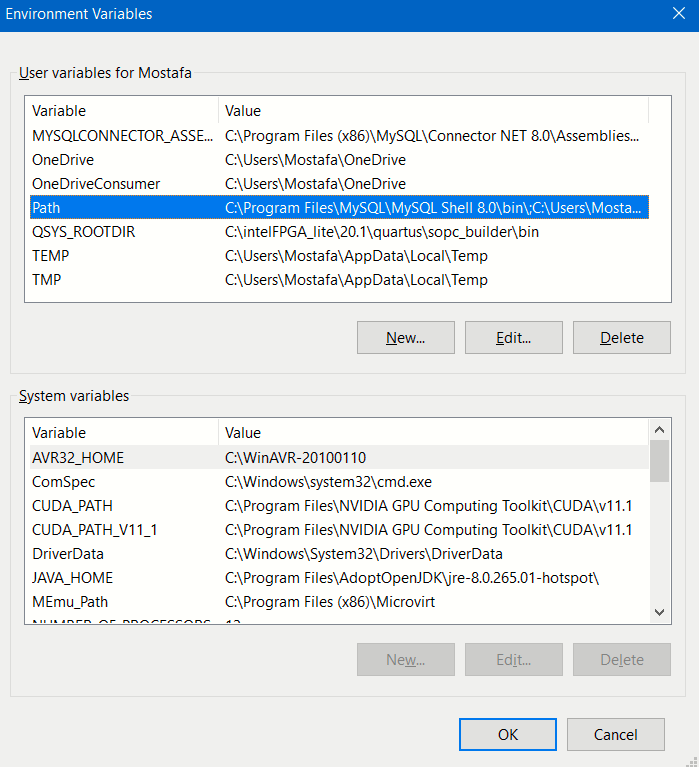 Environment Variables
User variables for Mostafa
Variable Value
MYSQLCONNECTOR_ASSE... C:\Program Files (x86)\MySQL\Connector NET 8.0\Assemblies...
OneDrive C:\Users\Mostafa\OneDrive
OneDriveConsumer C:\Users\Mostafa\OneDrive
Path C:\Program Files\MySQL\MySQL Shell 8.0\bin\;C:\Users\Mosta...
QSYS_ROOTDIR C:\intelFPGA_lite\20.1\quartus\sopc_builder\bin
TEMP C:\Users\Mostafa\AppData\Local\Temp
TMP C:\Users\Mostafa\AppData\Local\Temp
New... Edit... Delete
System variables
Variable Value
AVR32_HOME C:\WinAVR-20100110
ComSpec C:\Windows\system32\cmd.exe
CUDA_PATH C:\Program Files\NVIDIA GPU Computing Toolkit\CUDA\v11.1
CUDA_PATH_V11_1 C:\Program Files\NVIDIA GPU Computing Toolkit\CUDA\v11.1
DriverData C:\Windows\System32\Drivers\DriverData
JAVA_HOME C:\Program Files\AdoptOpenJDK\jre-8.0.265.01-hotspot\
MEmu_Path C:\Program Files (x86)\Microvirt
NUMBER_OF_PROCESSORS 12
New... Edit... Delete
OK Cancel